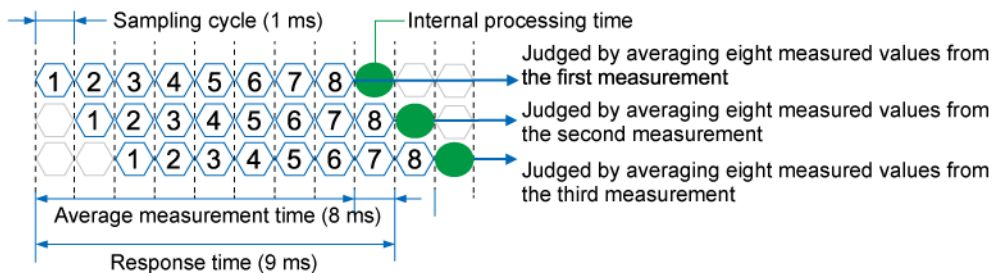 Sampling cycle (1 ms)
Internal processing time
1 2 3 4 5 6 7 8
Judged by averaging eight measured values from
the first measurement
1 2 3 4 5 6 7 8
Judged by averaging eight measured values from
the second measurement
1 2 3 4 5 6 7 8
Judged by averaging eight measured values from
the third measurement
Average measurement time (8 ms)
Response time (9 ms)